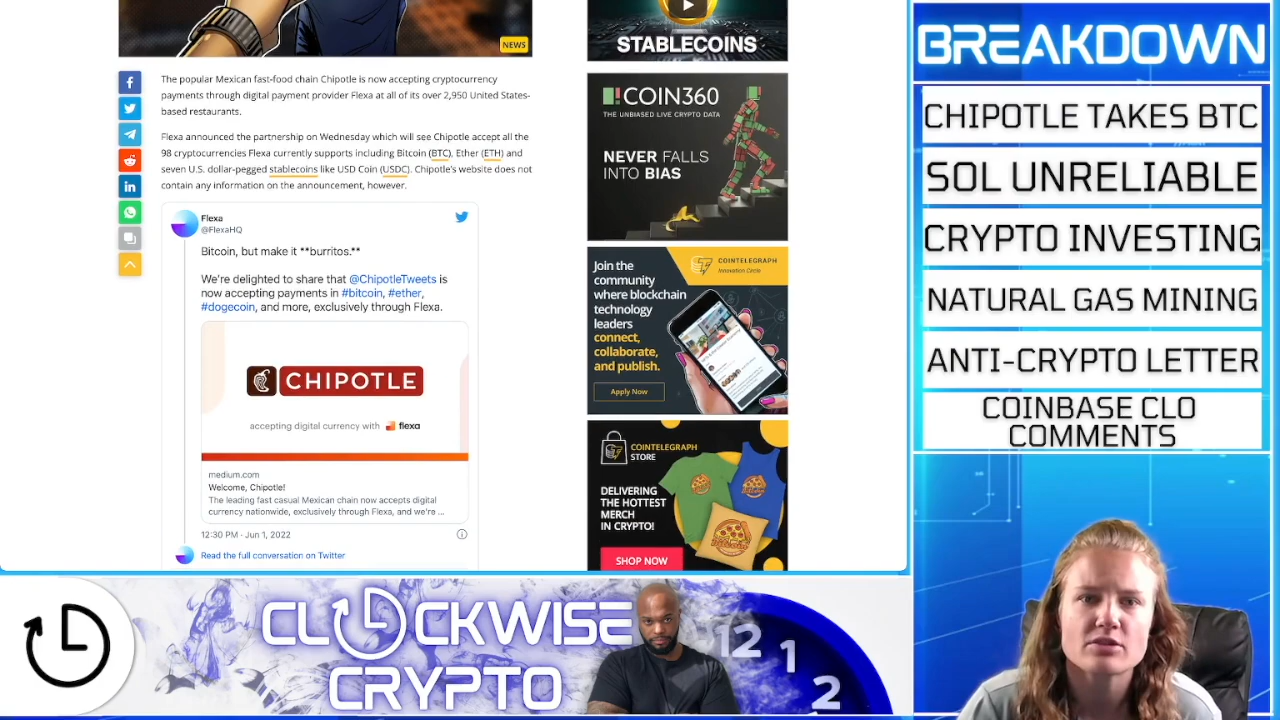 NEWS
The popular Mexican fast-food chain Chipotle is now accepting cryptocurrency
payments through digital payment provider Flexa at all of its over 2,950 United States-
based restaurants.
Flexa announced the partnership on Wednesday which will see Chipotle accept all the
98 cryptocurrencies Flexa currently supports including Bitcoin (BTC), Ether (ETH) and
seven U.S. dollar-pegged stablecoins like USD Coin (USDC). Chipotle's website does not
contain any information on the announcement, however.
Flexa
@FlexaHQ
Bitcoin, but make it **burritos.**
We're delighted to share that @ChipotleTweets is
now accepting payments in #bitcoin, #ether,
#dogecoin, and more, exclusively through Flexa.
CHIPOTLE
accepting digital currency with flexa
medium.com
Welcome, Chipotle!
The leading fast casual Mexican chain now accepts digital
currency nationwide, exclusively through Flexa, and we're ...
12:30 PM · Jun 1, 2022
Read the full conversation on Twitter
STABLECOINS
COIN360
THE UNBIASED LIVE CRYPTO DATA
NEVER FALLS
INTO BIAS
COINTELEGRAPH
Innovation Circle
Join the
community
where blockchain
technology
leaders
connect,
collaborate,
and publish.
Apply Now
COINTELEGRAPH
STORE
DELIVERING
THE HOTTEST
MERCH
IN CRYPTO!
SHOP NOW
BREAKDOWN
CHIPOTLE TAKES BTC
SOL UNRELIABLE
CRYPTO INVESTING
NATURAL GAS MINING
ANTI-CRYPTO LETTER
COINBASE CLO
COMMENTS
CLOCKWISE
CRYPTO
12
1
2